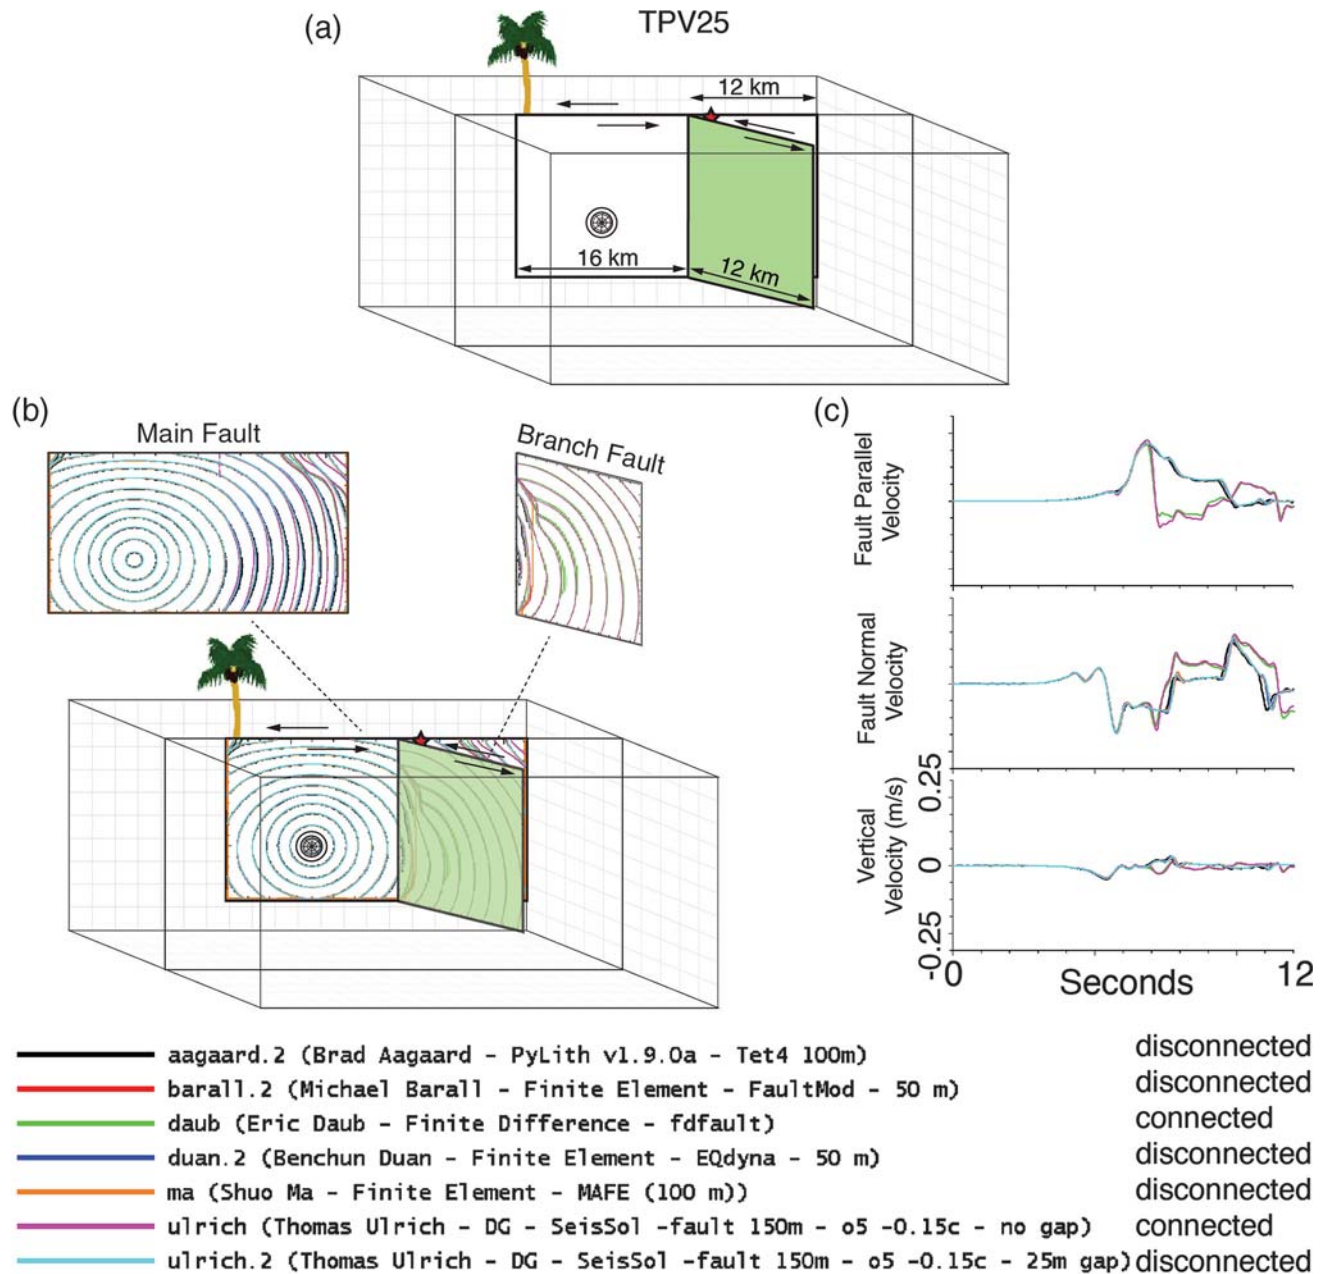 (a)
TPV25
12 km
16 km
12 km
(b)
Main Fault
Branch Fault
(c)
Fault Parallel
Velocity
Fault Normal
Velocity
Vertical
Velocity (m/s)
0.25
0
-0.25
0
Seconds
12
aagaard.2 (Brad Aagaard - PyLith v1.9.0a - Tet4 100m) disconnected
barall.2 (Michael Barall - Finite Element - FaultMod - 50 m) disconnected
daub (Eric Daub - Finite Difference - fdfault) connected
duan.2 (Benchun Duan - Finite Element - EQdyna - 50 m) disconnected
ma (Shuo Ma - Finite Element - MAFE (100 m)) disconnected
ulrich (Thomas Ulrich - DG - SeisSol -fault 150m - o5 -0.15c - no gap) connected
ulrich.2 (Thomas Ulrich - DG - SeisSol -fault 150m - o5 -0.15c - 25m gap) disconnected